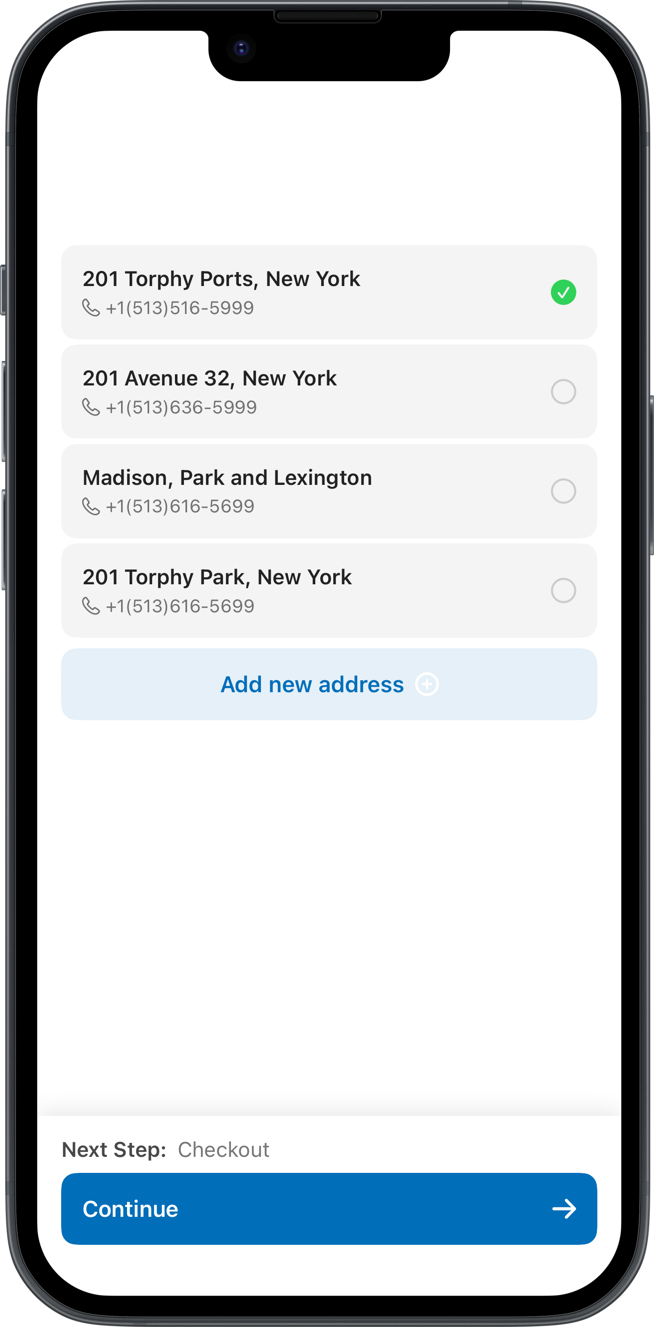 201 Torphy Ports, New York
+1(513)516-5999
201 Avenue 32, New York
+1(513)636-5999
Madison, Park and Lexington
+1(513)616-5699
201 Torphy Park, New York
+1(513)616-5699
Add new address
Next Step: Checkout
Continue